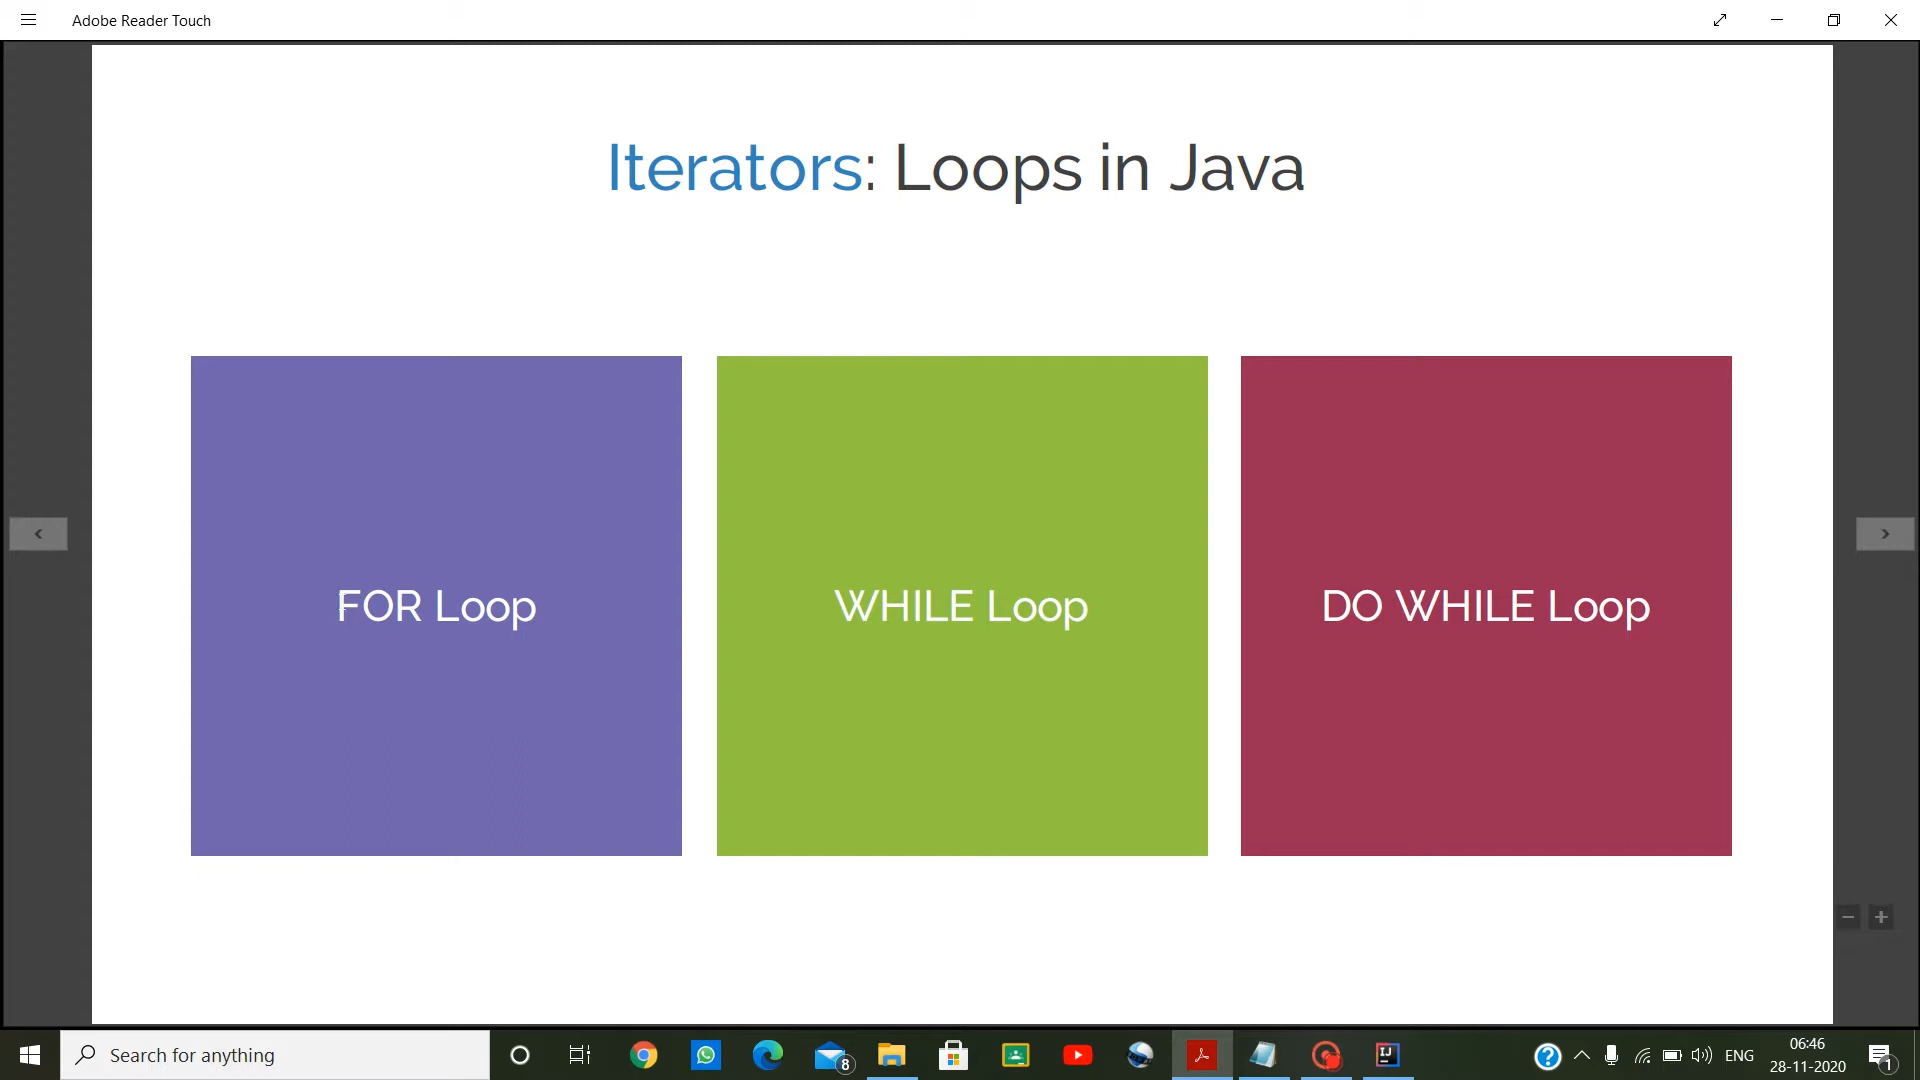 Adobe Reader Touch
Iterators: Loops in Java
FOR Loop
WHILE Loop
DO WHILE Loop
Search for anything
8
ENG
06:46
28-11-2020
1